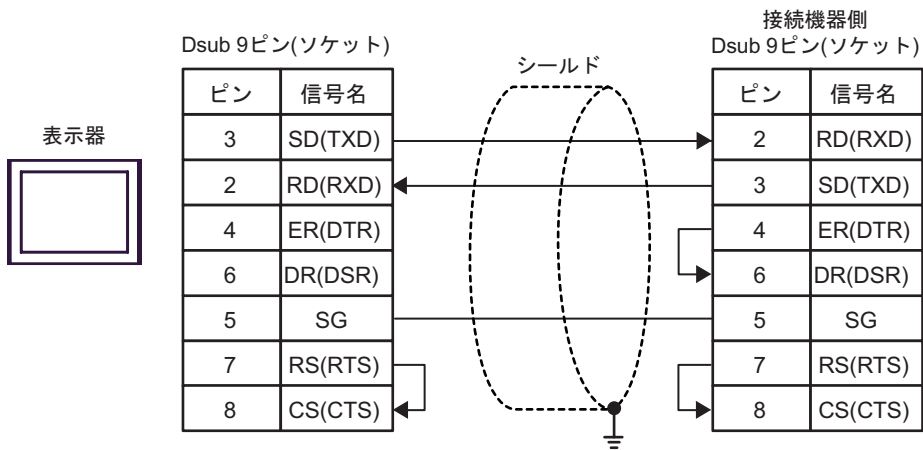 接続機器側
Dsub 9ピン(ソケット)
Dsub 9ピン(ソケット)
シールド
表示器
ピン 信号名
3 SD(TXD)
2 RD(RXD)
4 ER(DTR)
6 DR(DSR)
5 SG
7 RS(RTS)
8 CS(CTS)
ピン 信号名
2 RD(RXD)
3 SD(TXD)
4 ER(DTR)
6 DR(DSR)
5 SG
7 RS(RTS)
8 CS(CTS)